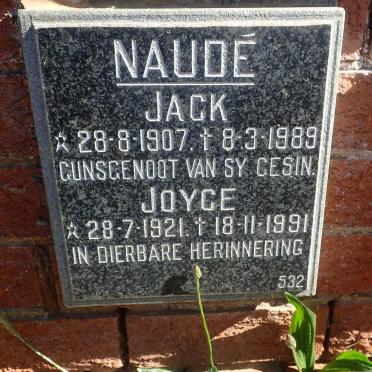 NAUDÉ
JACK
☆ 28-8-1907. † 8-3-1989
GUNSGENOOT VAN SY GESIN.
JOYCE
☆ 28-7-1921. † 18-11-1991
IN DIERBARE HERINNERING
532